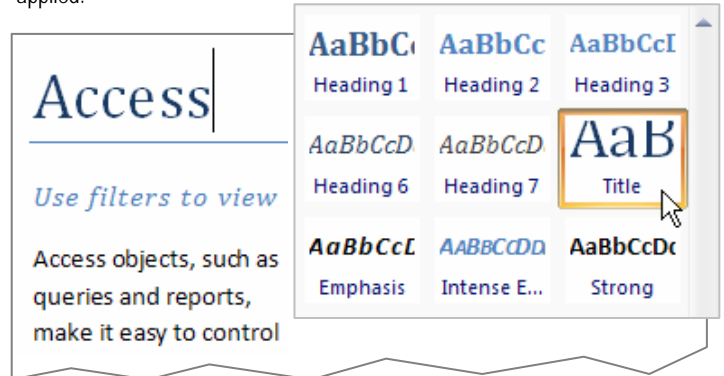 applied.
Access
Use filters to view
Access objects, such as
queries and reports,
make it easy to control
AaBbC AaBbCc AaBbCcI
Heading 1 Heading 2 Heading 3
AaBbCcD AaBbCcD AaB
Heading 6 Heading 7 Title
AaBbCcL AABBCCDD AaBbCcDc
Emphasis Intense E... Strong